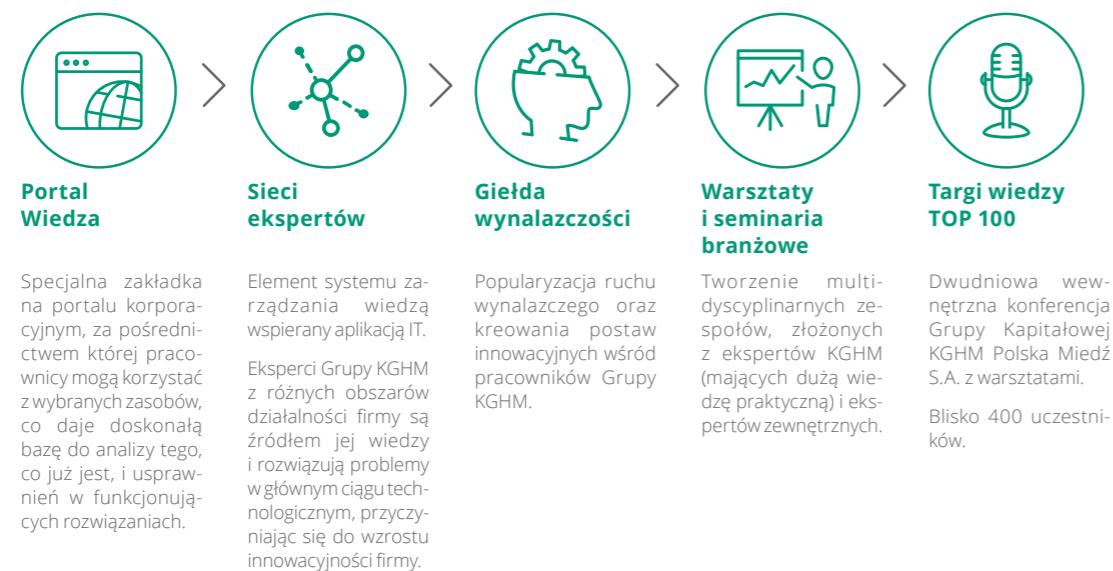 Portal
Wiedza
Specjalna zakładka
na portalu korpora-
cyjnym, za pośredni-
ctwem której praco-
wnicy mogą korzystać
z wybranych zasobów,
co daje doskonałą
bazę do analizy tego,
co już jest, i uspraw-
nień w funkcjonują-
cych rozwiązaniach.
Sieci
ekspertów
Element systemu za-
rządzania wiedzą
wspierany aplikacją IT.
Eksperci Grupy KGHM
z różnych obszarów
działalności firmy są
źródłem jej wiedzy
i rozwiązują problemy
w głównym ciągu tech-
nologicznym, przyczy-
niając się do wzrostu
innowacyjności firmy.
Giełda
wynalazczości
Popularyzacja ruchu
wynalazczego oraz
kreowania postaw
innowacyjnych wśród
pracowników Grupy
KGHM.
Warsztaty
i seminaria
branżowe
Tworzenie multi-
dyscyplinarnych ze-
społów, złożonych
z ekspertów KGHM
(mających dużą wie-
dzę praktyczną) i eks-
pertów zewnętrznych.
Targi wiedzy
TOP 100
Dwudniowa wew-
nętrzna konferencja
Grupy Kapitałowej
KGHM Polska Miedź
S.A. z warsztatami.
Blisko 400 uczestni-
ków.